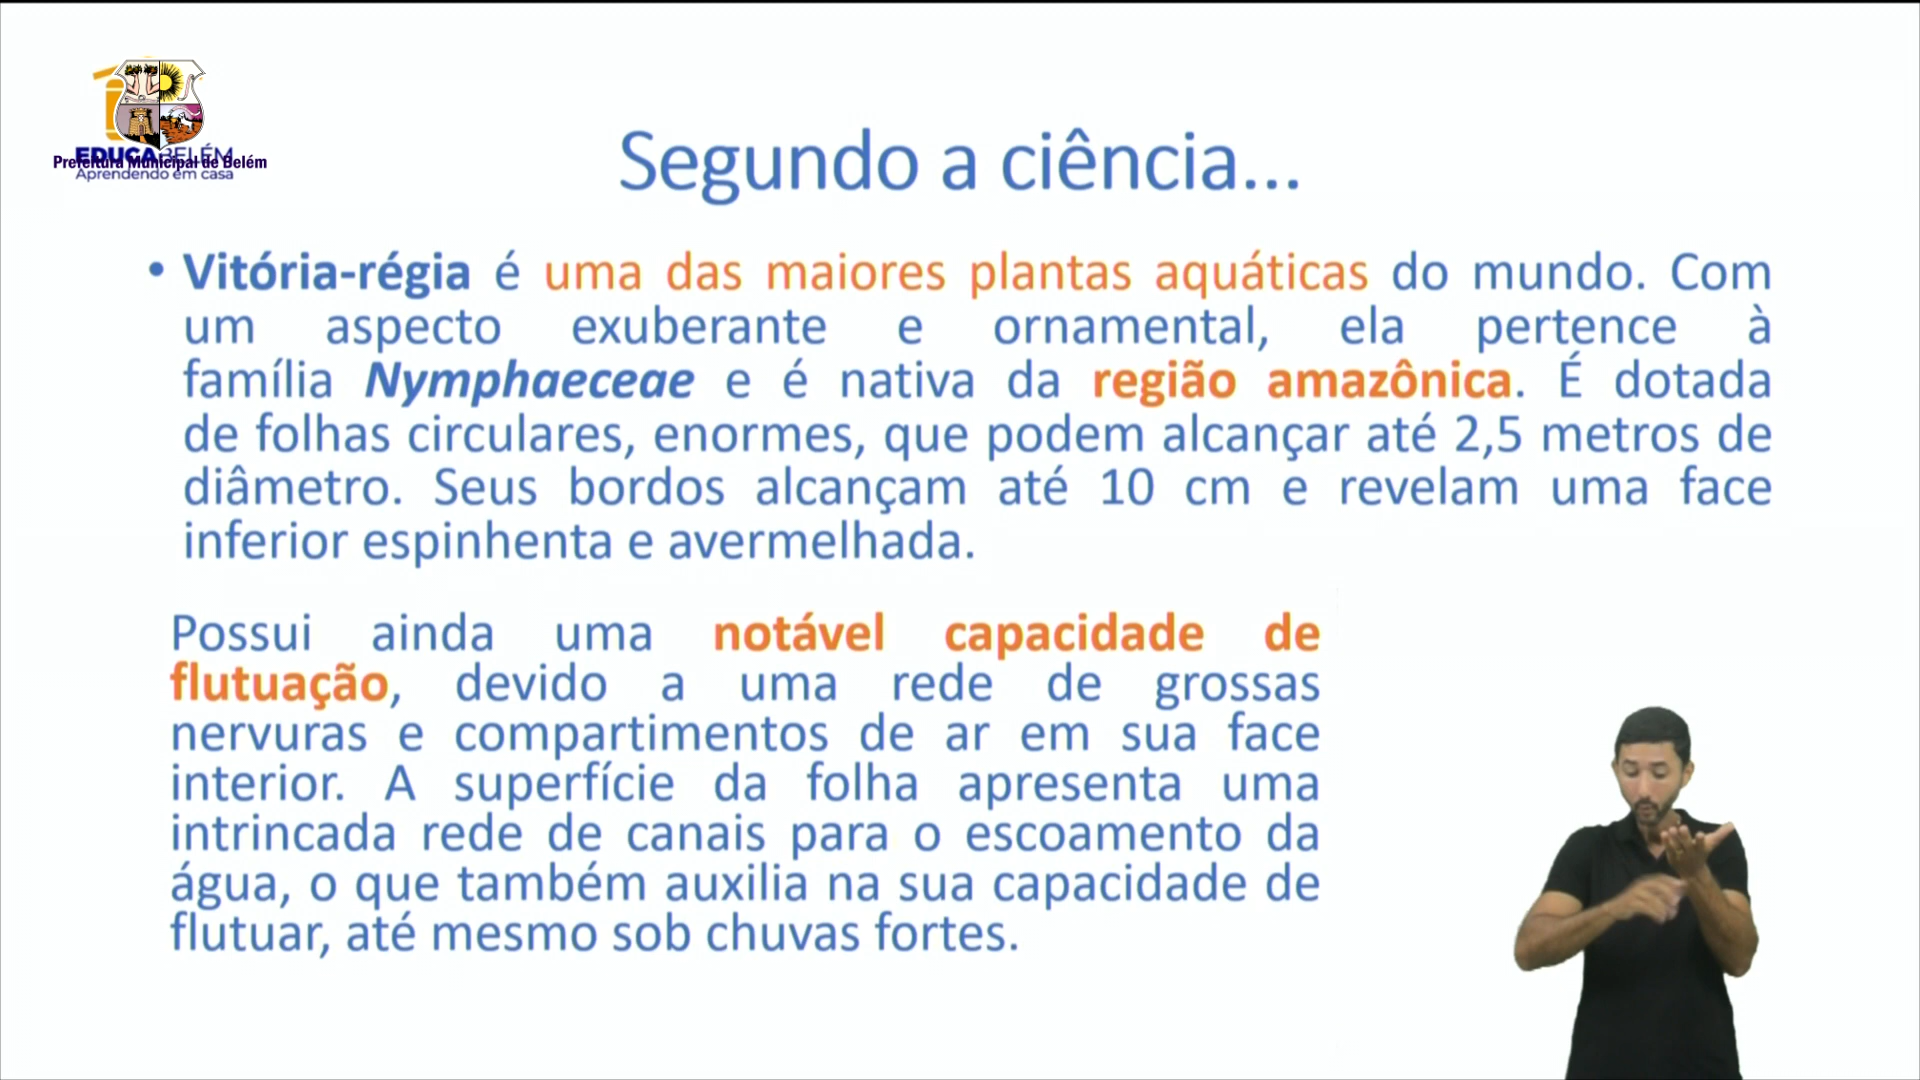 EDUCABELÉM
Prefeitura Municipal de Belém
Aprendendo em casa
Segundo a ciência...
• Vitória-régia é uma das maiores plantas aquáticas do mundo. Com
um aspecto exuberante e ornamental, ela pertence à
família Nymphaeceae e é nativa da região amazônica. É dotada
de folhas circulares, enormes, que podem alcançar até 2,5 metros de
diâmetro. Seus bordos alcançam até 10 cm e revelam uma face
inferior espinhenta e avermelhada.
Possui ainda uma notável capacidade de
flutuação, devido a uma rede de grossas
nervuras e compartimentos de ar em sua face
interior. A superfície da folha apresenta uma
intrincada rede de canais para o escoamento da
água, o que também auxilia na sua capacidade de
flutuar, até mesmo sob chuvas fortes.